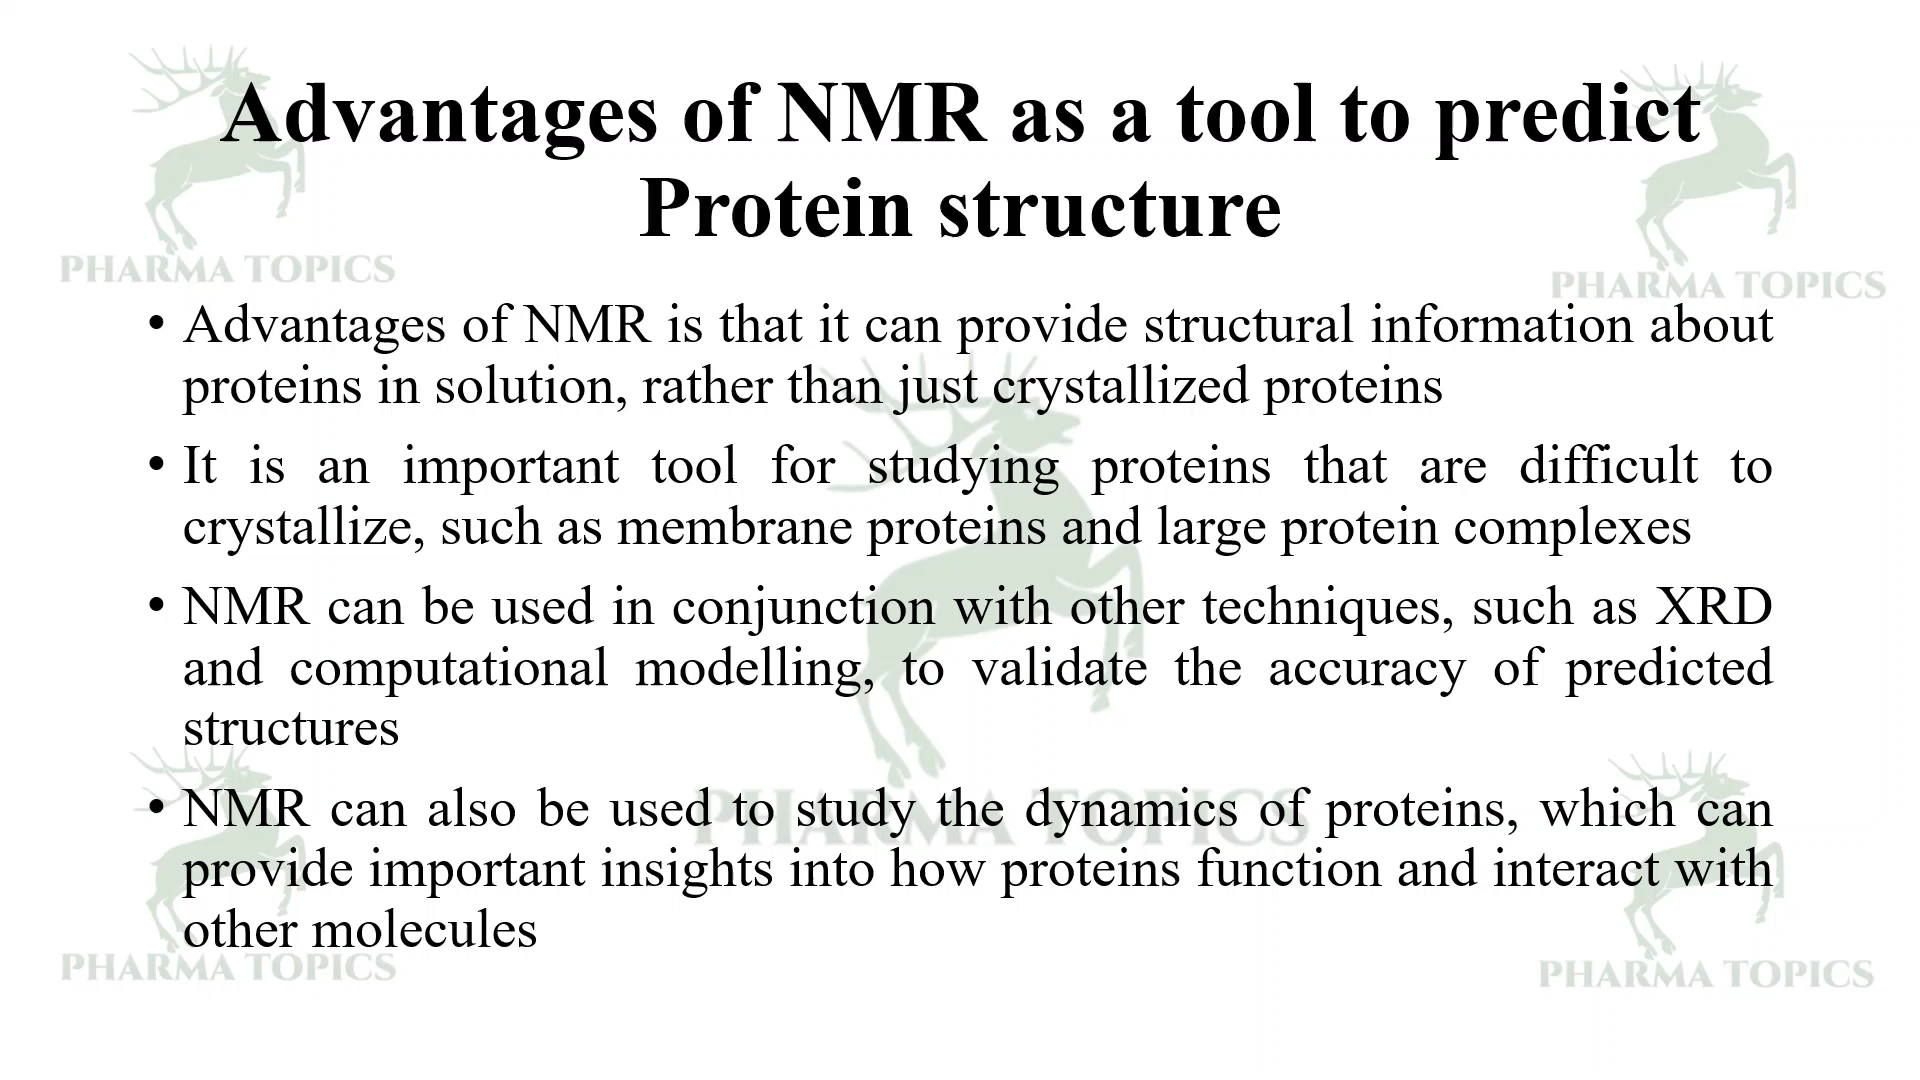 Advantages of NMR as a tool to predict
Protein structure
PHARMA TOPICS
PHARMA TOPICS
• Advantages of NMR is that it can provide structural information about
proteins in solution, rather than just crystallized proteins
• It is an important tool for studying proteins that are difficult to
crystallize, such as membrane proteins and large protein complexes
• NMR can be used in conjunction with other techniques, such as XRD
and computational modelling, to validate the accuracy of predicted
structures
PHARMA TOPICS
• NMR can also be used to study the dynamics of proteins, which can
provide important insights into how proteins function and interact with
other molecules
PHARMA TOPICS
PHARMA TOPICS